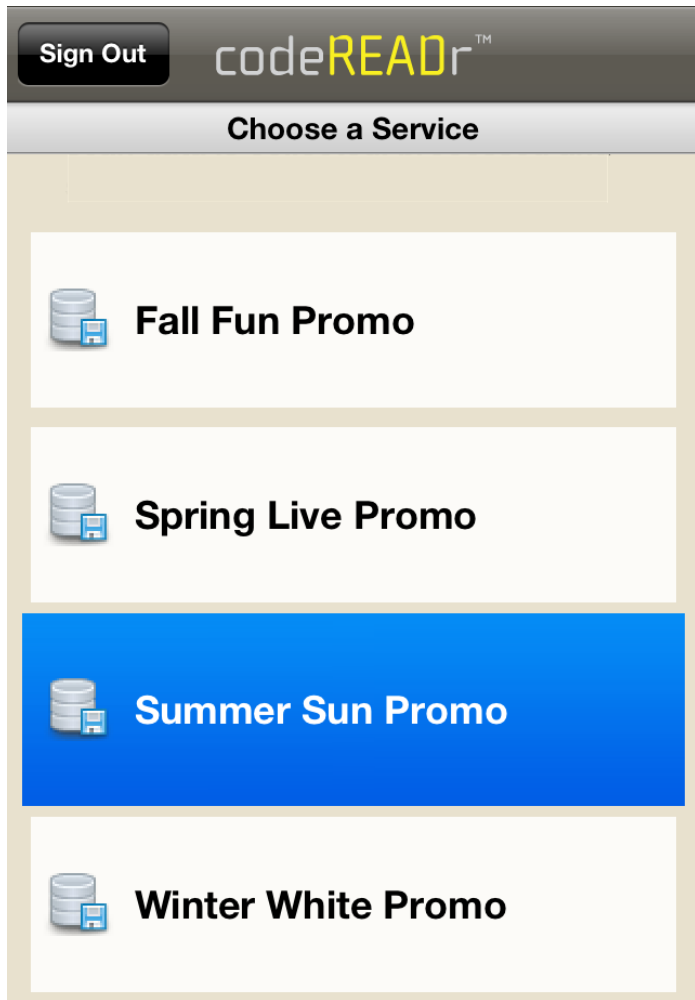 Sign Out
codeREADr™
Choose a Service
Fall Fun Promo
Spring Live Promo
Summer Sun Promo
Winter White Promo